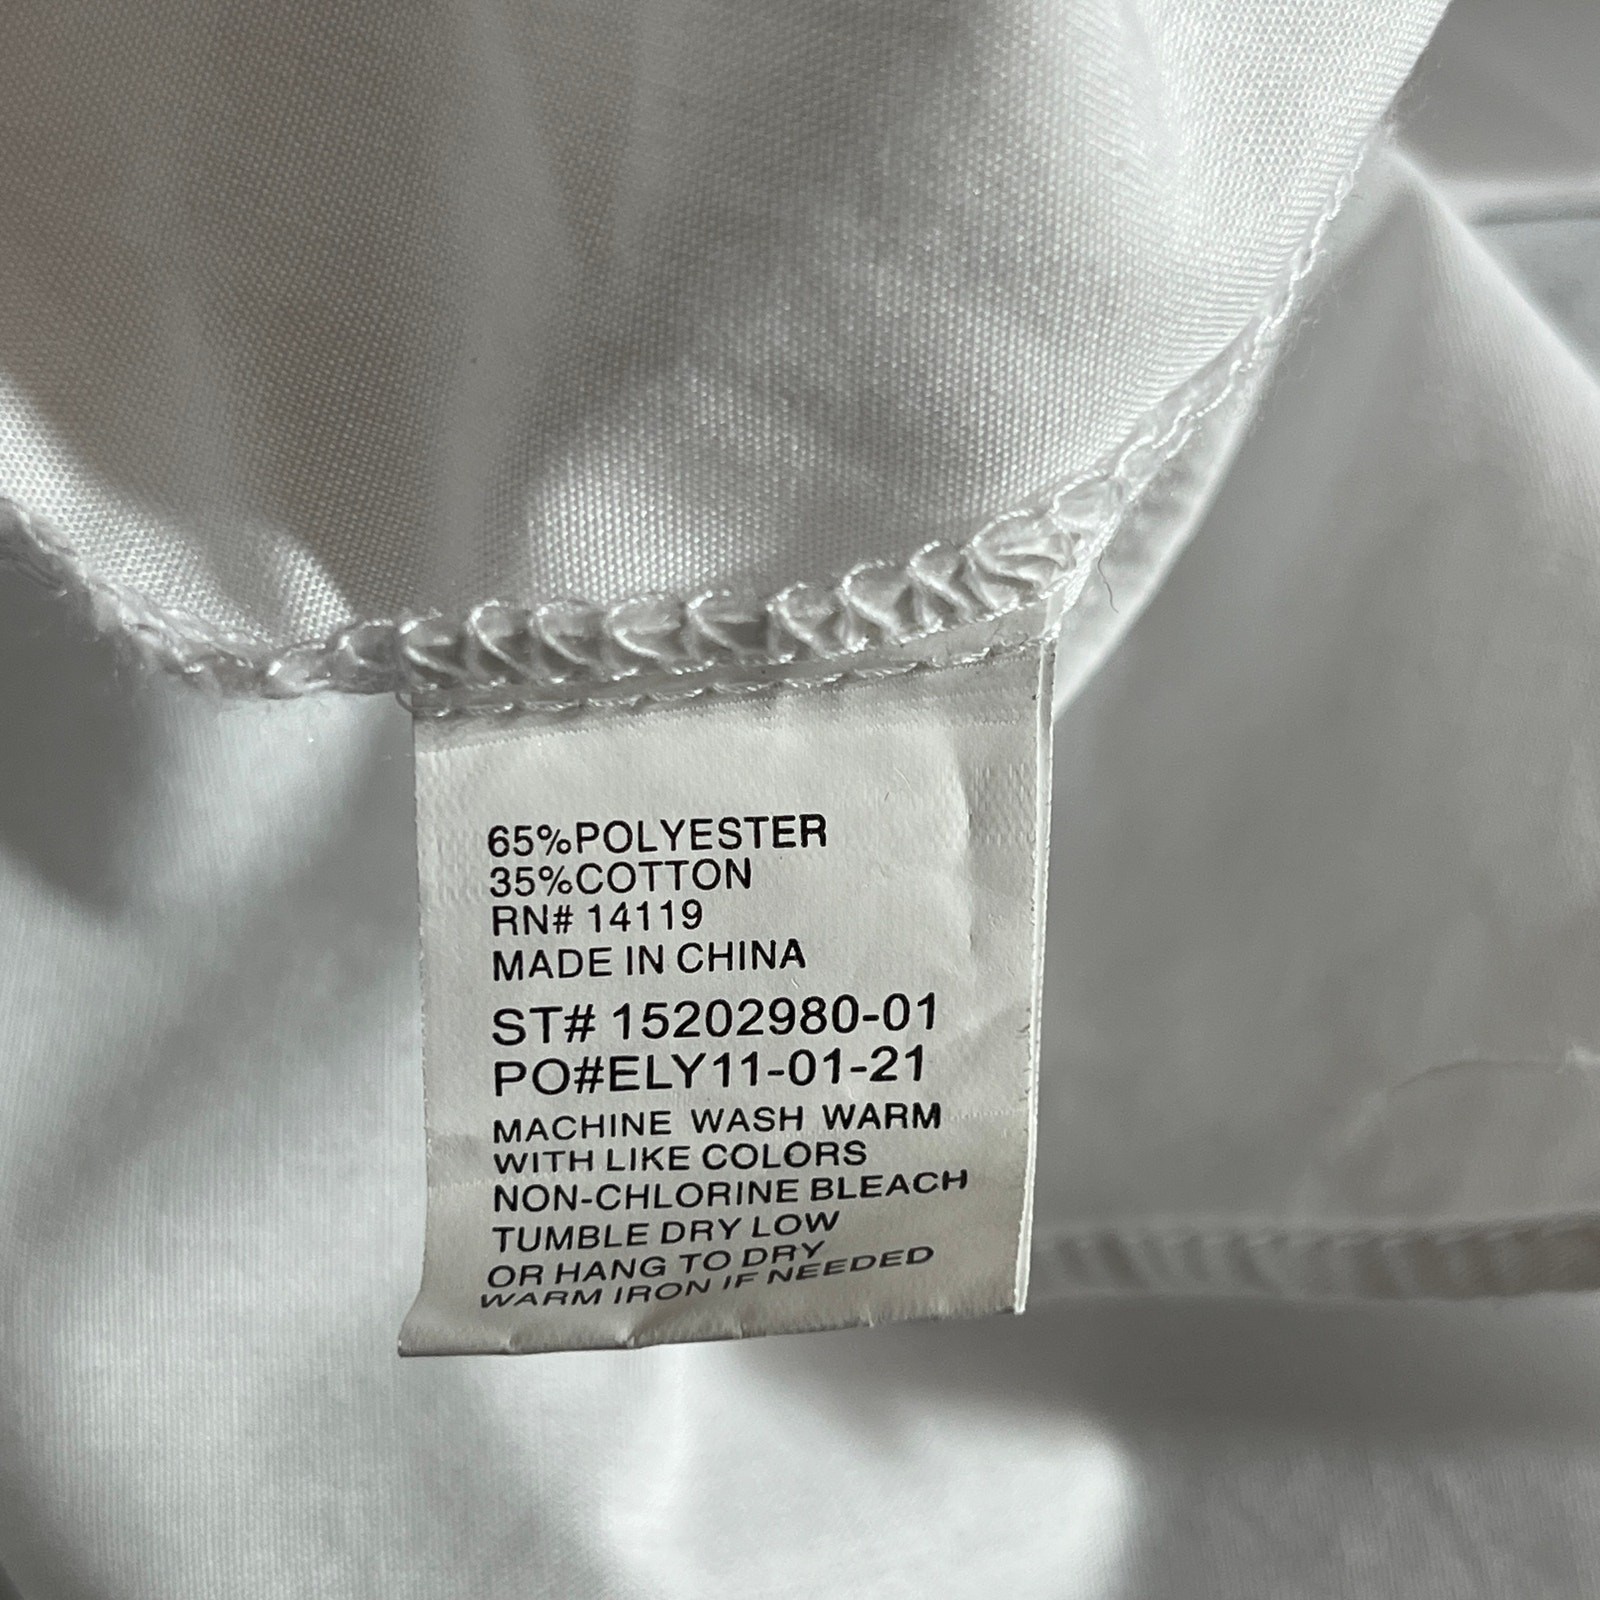 65%POLYESTER
35%COTTON
RN# 14119
MADE IN CHINA
ST# 15202980-01
PO#ELY11-01-21
MACHINE WASH WARM
WITH LIKE COLORS
NON-CHLORINE BLEACH
TUMBLE DRY LOW
OR HANG TO DRY
WARM IRON IF NEEDED